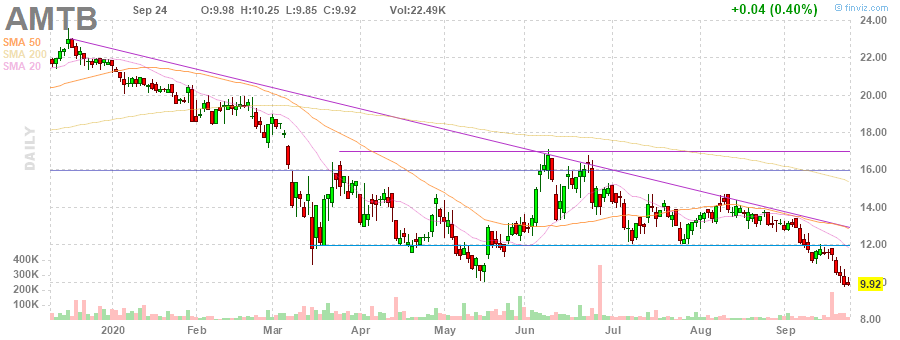 AMTB
Sep 24 O:9.98 H:10.25 L:9.85 C:9.92 Vol:22.49K +0.04 (0.40%)
© finviz.com
SMA 50
SMA 200
SMA 20
DAILY
24.00
22.00
20.00
18.00
16.00
14.00
12.00
9.92
8.00
400K
300K
200K
100K
2020 Feb Mar Apr May Jun Jul Aug Sep